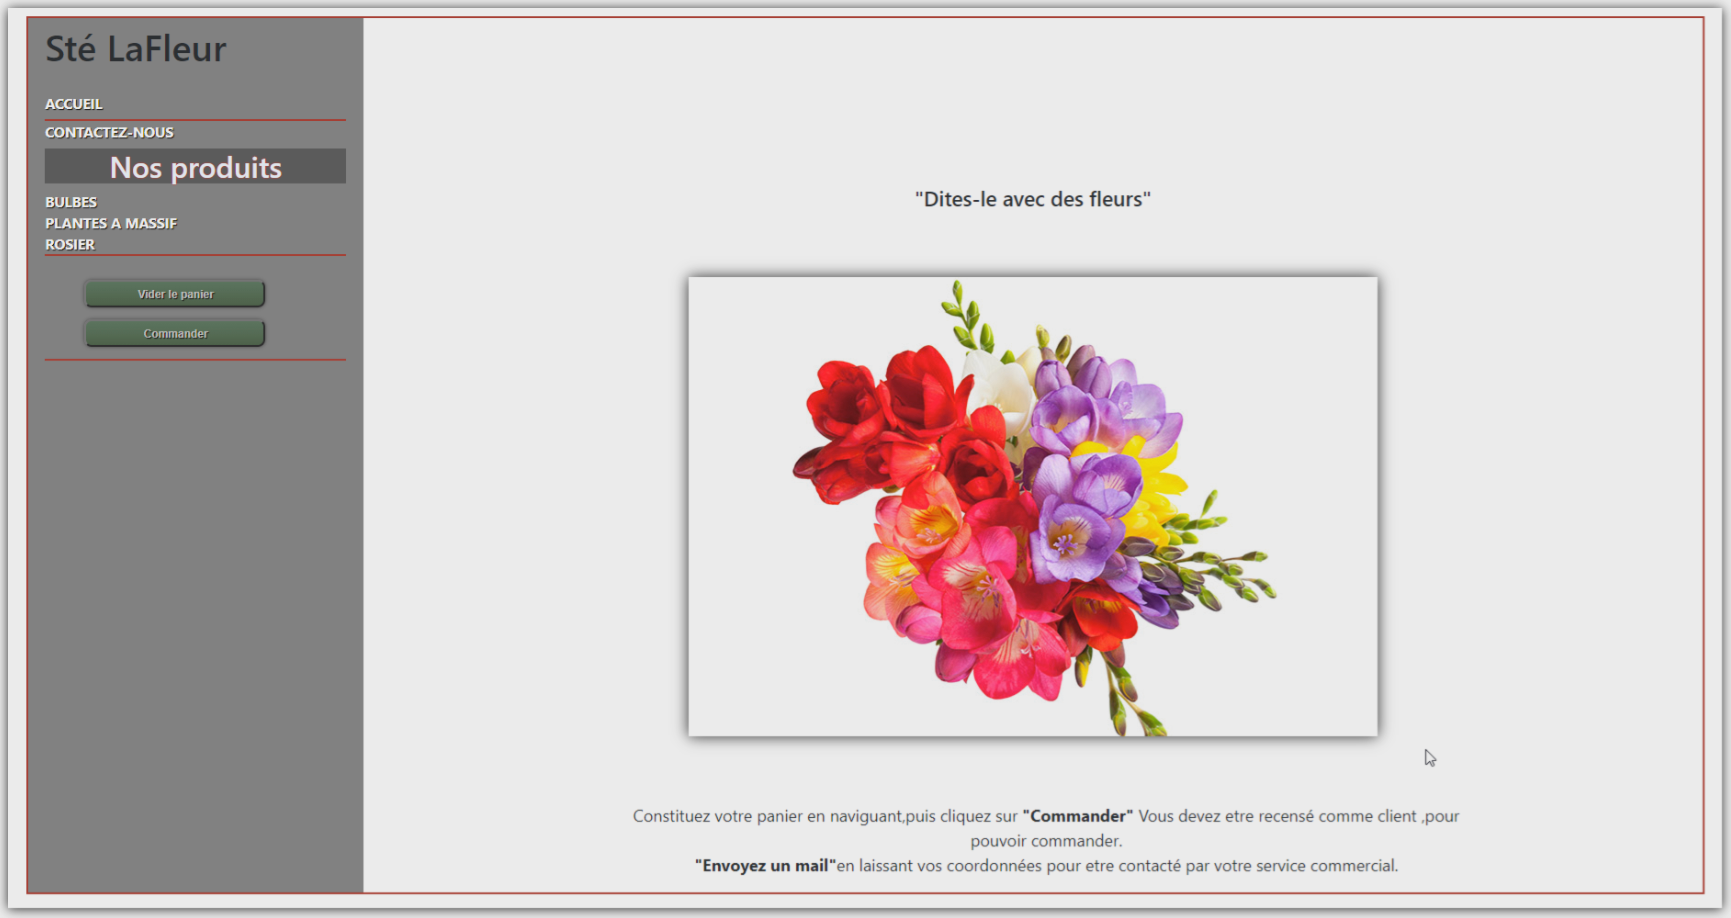 Sté LaFleur
ACCUEIL
CONTACTEZ-NOUS
Nos produits
BULBES
PLANTES A MASSIF
ROSIER
Vider le panier
Commander
"Dites-le avec des fleurs"
Constituez votre panier en naviguant,puis cliquez sur "Commander" Vous devez etre recensé comme client ,pour
pouvoir commander.
"Envoyez un mail"en laissant vos coordonnées pour etre contacté par votre service commercial.